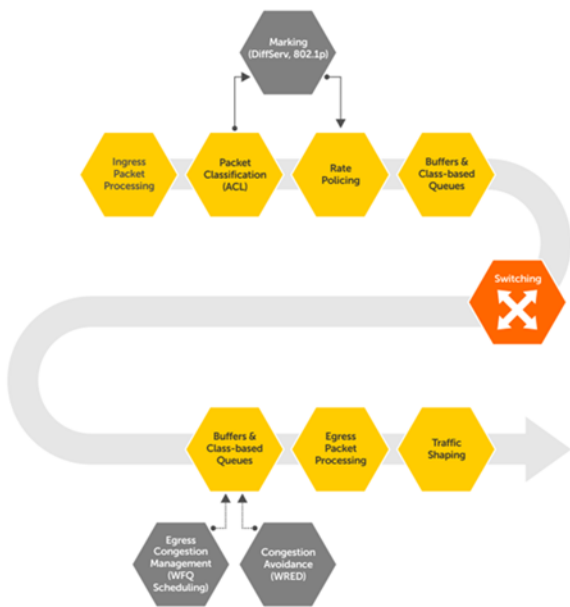 Marking
(DiffServ, 802.1p)
Ingress
Packet
Processing
Packet
Classification
(ACL)
Rate
Policing
Buffers &
Class-based
Queues
Switching
Buffers &
Class-based
Queues
Egress
Packet
Processing
Traffic
Shaping
Egress
Congestion
Management
(WFQ
Scheduling)
Congestion
Avoidance
(WRED)